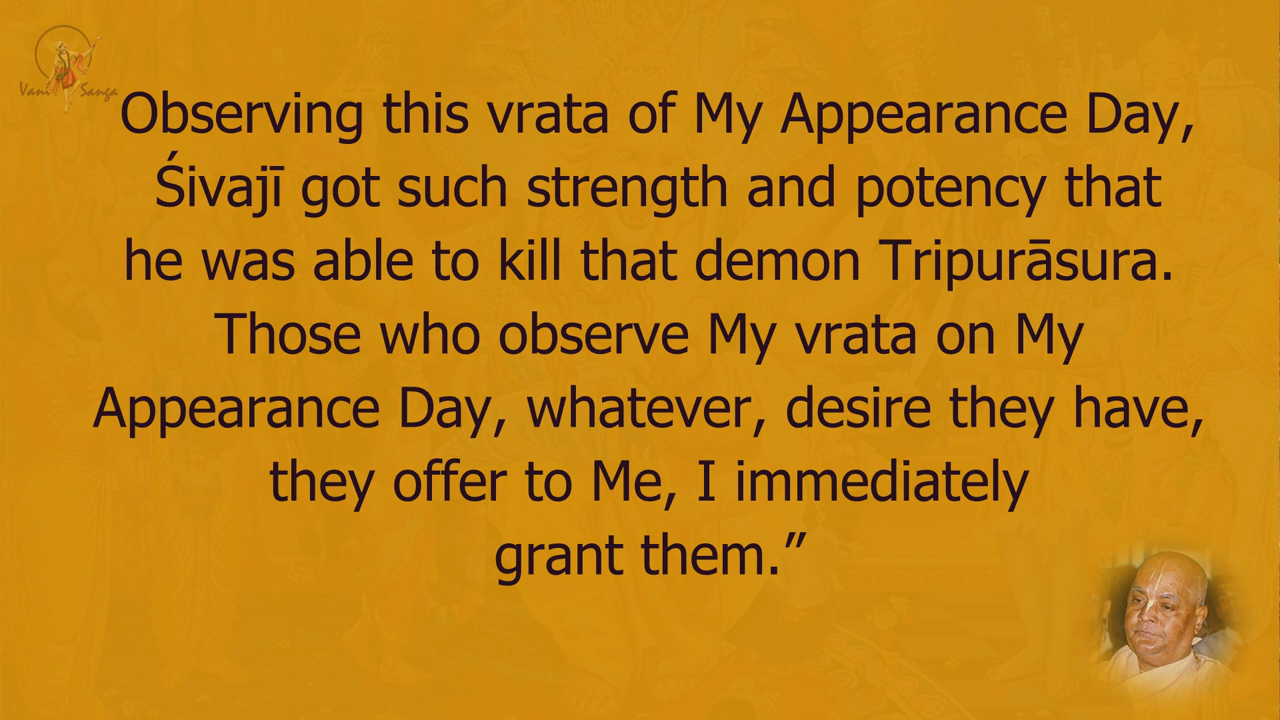 Vani Sanga
Observing this vrata of My Appearance Day,
Śivajī got such strength and potency that
he was able to kill that demon Tripurāsura.
Those who observe My vrata on My
Appearance Day, whatever, desire they have,
they offer to Me, I immediately
grant them.”